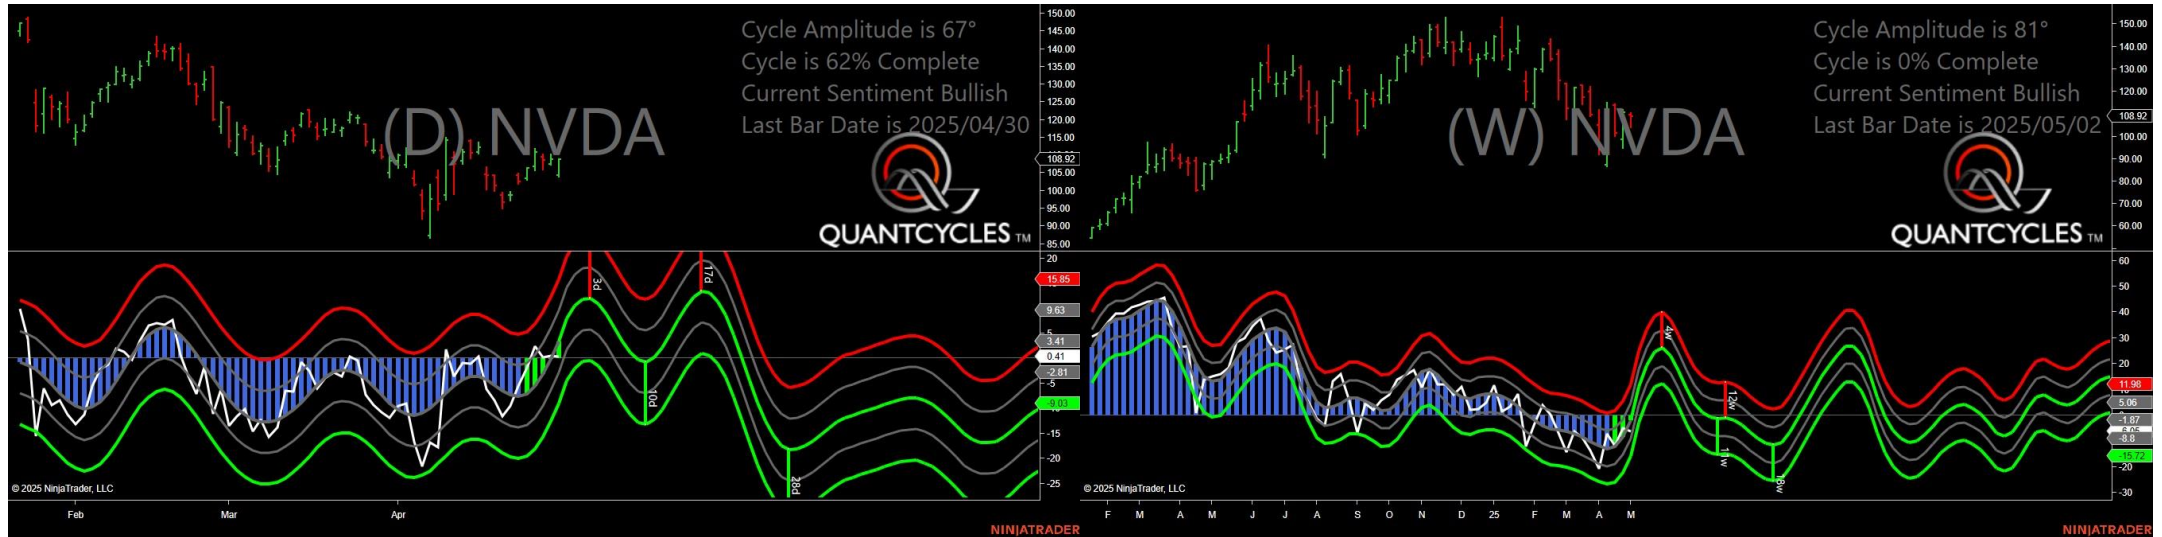 Cycle Amplitude is 67°
Cycle is 62% Complete
Current Sentiment Bullish
Last Bar Date is 2025/04/30
(D) NVDA
QUANTCYCLES TM
150.00
145.00
140.00
135.00
130.00
125.00
120.00
115.00
108.92
105.00
100.00
95.00
90.00
85.00
20
15.85
9.63
5
3.41
0.41
-2.81
-5
-9.03
-15
-20
-25
3d
10d
17d
28d
© 2025 NinjaTrader, LLC
Feb Mar Apr
NINJATRADER
Cycle Amplitude is 81°
Cycle is 0% Complete
Current Sentiment Bullish
Last Bar Date is 2025/05/02
(W) NVDA
QUANTCYCLES TM
150.00
140.00
130.00
120.00
108.92
100.00
90.00
80.00
70.00
60.00
60
50
40
30
20
11.98
5.06
-1.87
-8.8
-15.72
-20
-30
4w
12w
11w
18w
© 2025 NinjaTrader, LLC
F M A M J J A S O N D 25 F M A M
NINJATRADER